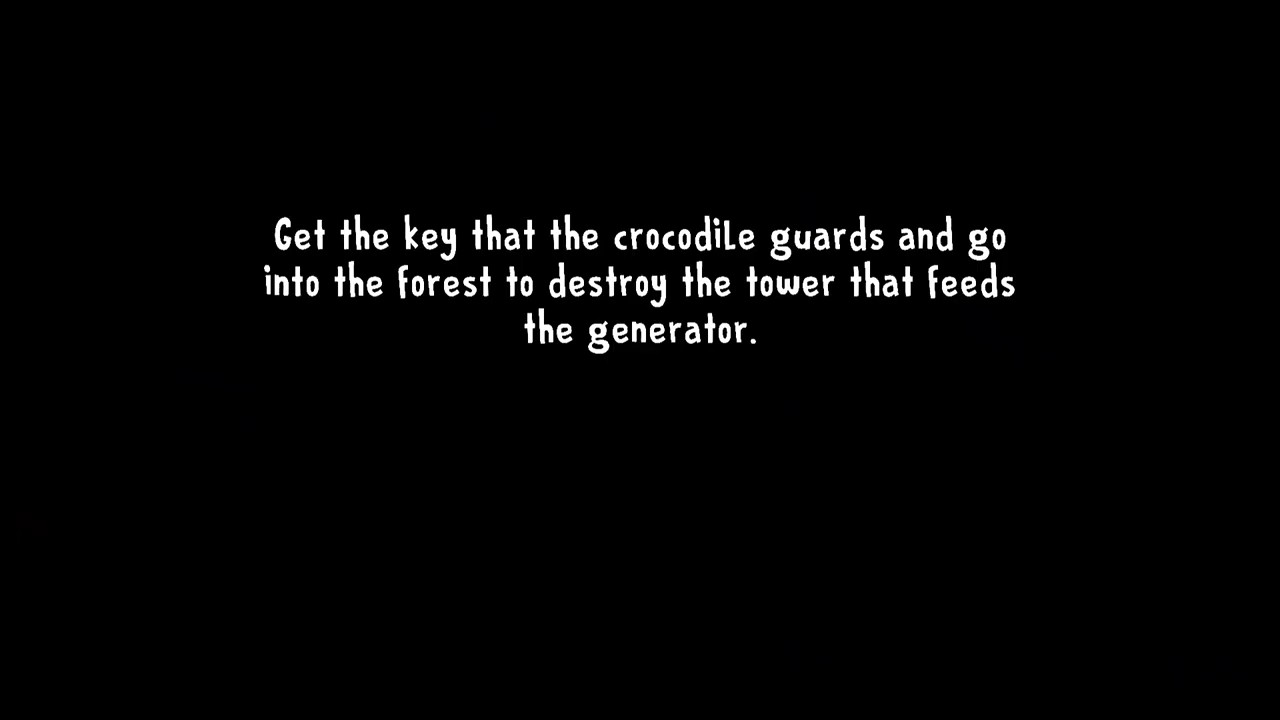 Get the key that the crocodile guards and go
into the forest to destroy the tower that feeds
the generator.